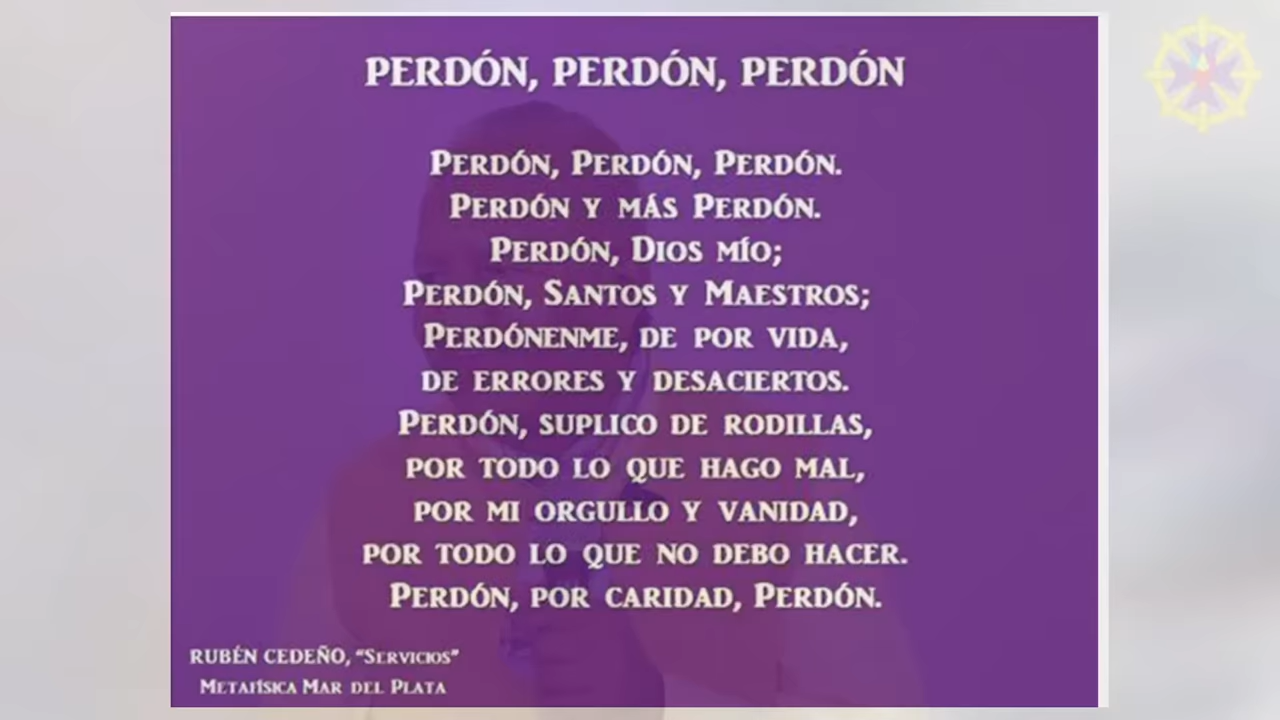 PERDÓN, PERDÓN, PERDÓN
PERDÓN, PERDÓN, PERDÓN.
PERDÓN Y MÁS PERDÓN.
PERDÓN, DIOS MÍO;
PERDÓN, SANTOS Y MAESTROS;
PERDÓNENME, DE POR VIDA,
DE ERRORES Y DESACIERTOS.
PERDÓN, SUPLICO DE RODILLAS,
POR TODO LO QUE HAGO MAL,
POR MI ORGULLO Y VANIDAD,
POR TODO LO QUE NO DEBO HACER.
PERDÓN, POR CARIDAD, PERDÓN.
RUBÉN CEDEÑO, “SERVICIOS”
METAFÍSICA MAR DEL PLATA